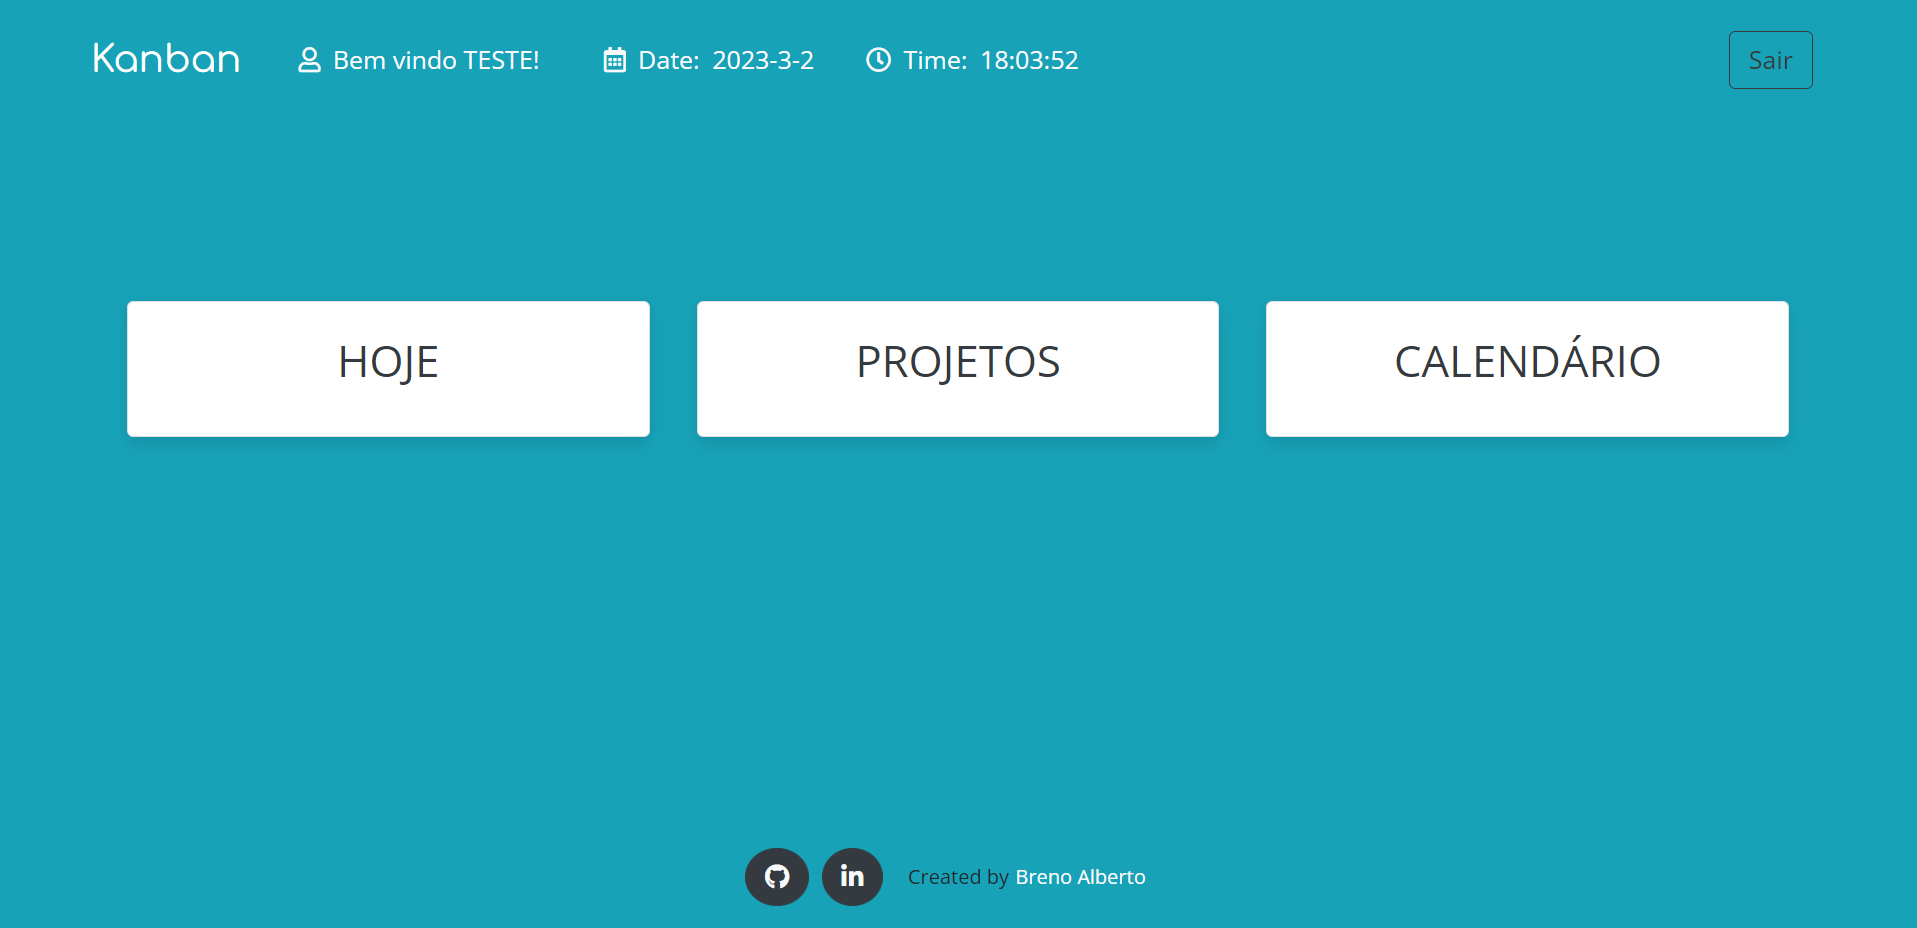 Kanban Bem vindo TESTE! Date: 2023-3-2 Time: 18:03:52 Sair
HOJE
PROJETOS
CALENDÁRIO
in Created by Breno Alberto